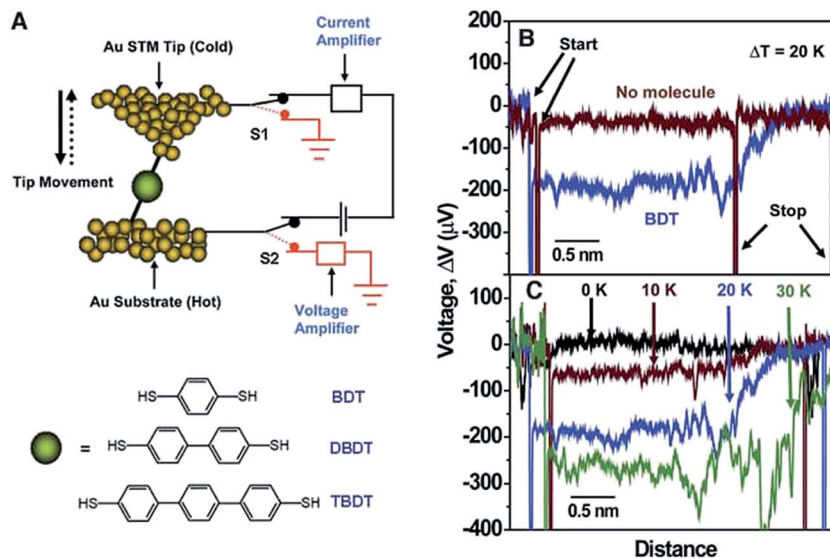 A
Au STM Tip (Cold)
Current
Amplifier
S1
Tip Movement
S2
Au Substrate (Hot)
Voltage
Amplifier
HS
SH
BDT
=
HS
SH
DBDT
HS
SH
TBDT
Voltage, ΔV (μV)
B
200
100
0
-100
-200
-300
Start
ΔT = 20 K
No molecule
BDT
Stop
0.5 nm
C
100
0
-100
-200
-300
-400
0 K
10 K
20 K
30 K
0.5 nm
Distance